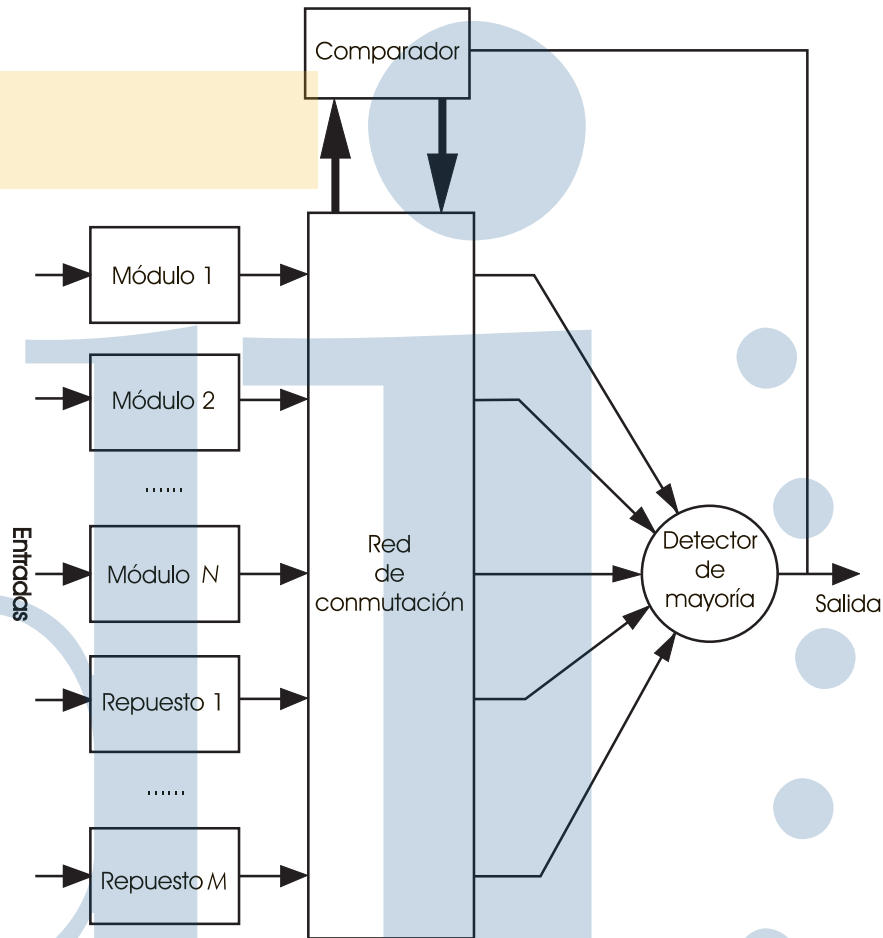 Comparador
Módulo 1
Módulo 2
......
Módulo N
Repuesto 1
......
Repuesto M
Entradas
Red
de
conmutación
Detector
de
mayoría
Salida